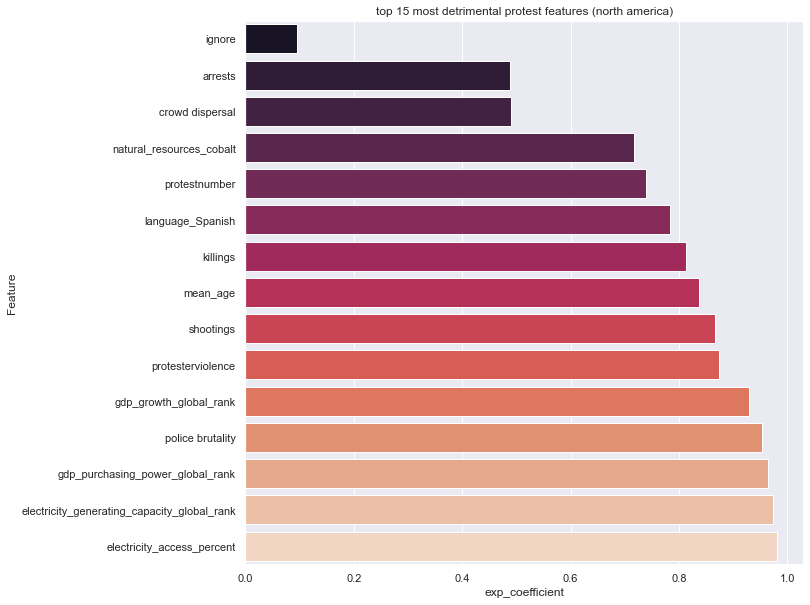 top 15 most detrimental protest features (north america)
Feature
ignore
arrests
crowd dispersal
natural_resources_cobalt
protestnumber
language_Spanish
killings
mean_age
shootings
protesterviolence
gdp_growth_global_rank
police brutality
gdp_purchasing_power_global_rank
electricity_generating_capacity_global_rank
electricity_access_percent
0.0 0.2 0.4 0.6 0.8 1.0
exp_coefficient